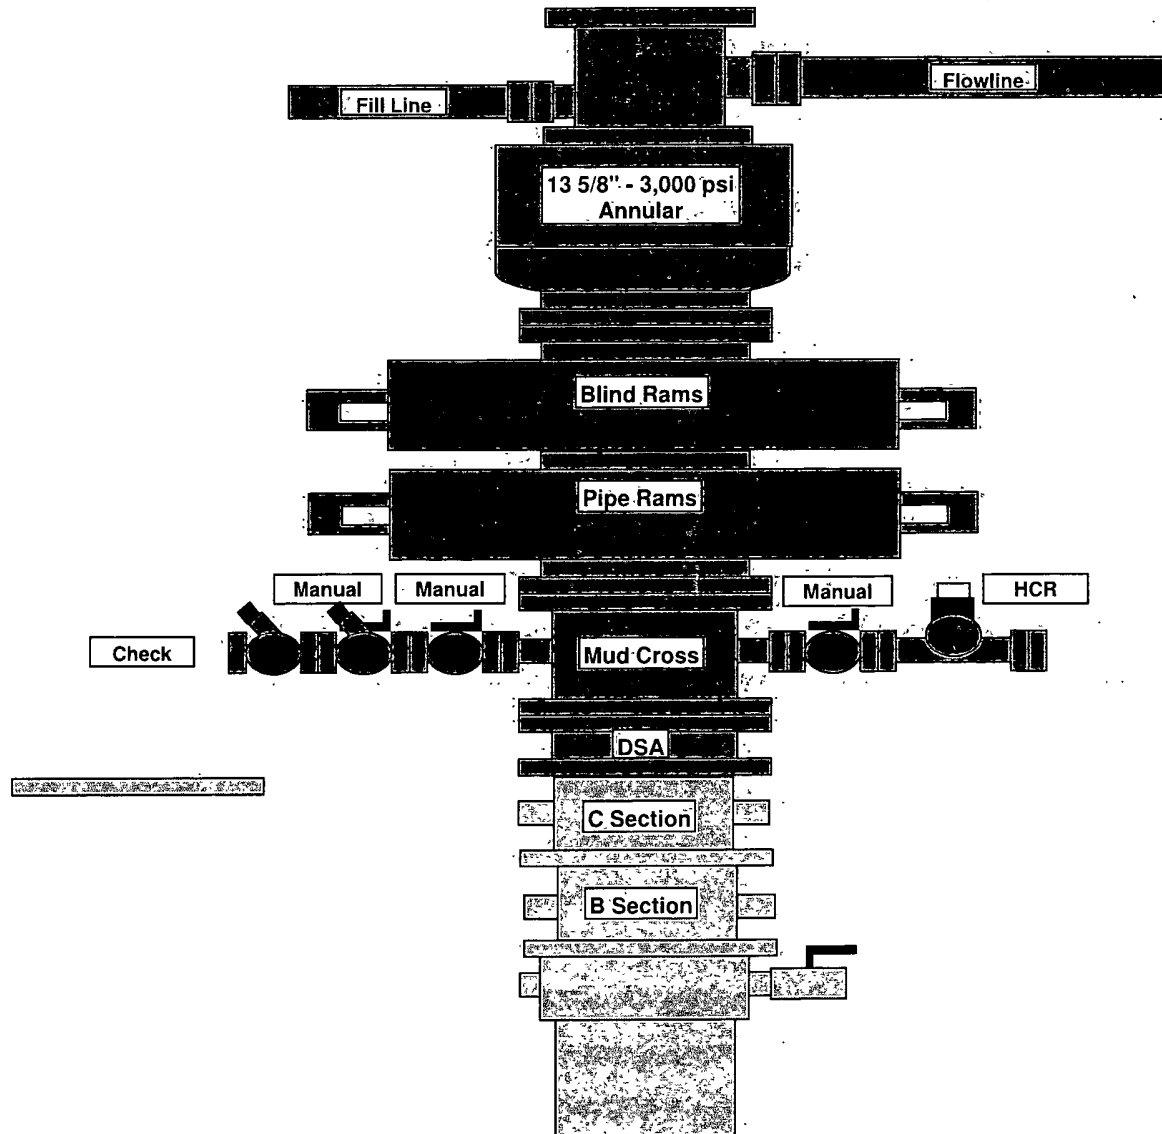 Flowline
Fill Line
13 5/8" - 3,000 psi
Annular
Blind Rams
Pipe Rams
Manual
Manual
Manual
HCR
Check
Mud Cross
DSA
C Section
B Section